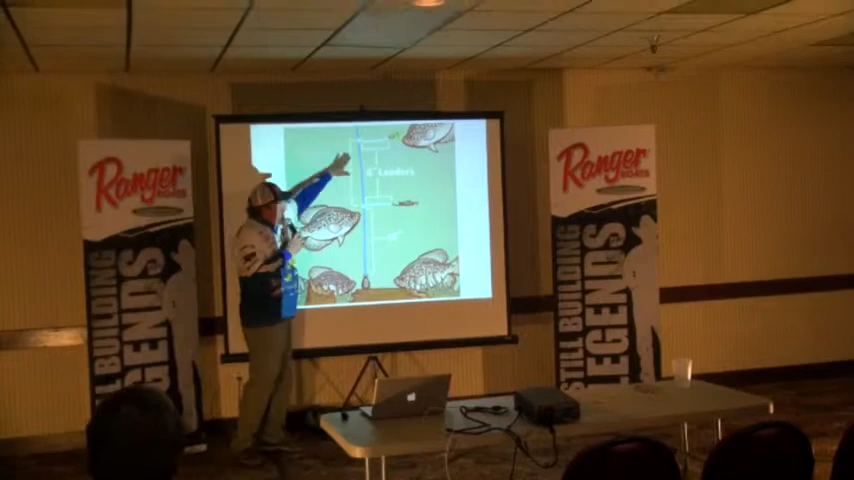 Ranger
BOATS
STILL BUILDING
LEGENDS
6" Leaders
Ranger
BOATS
STILL BUILDING
LEGENDS